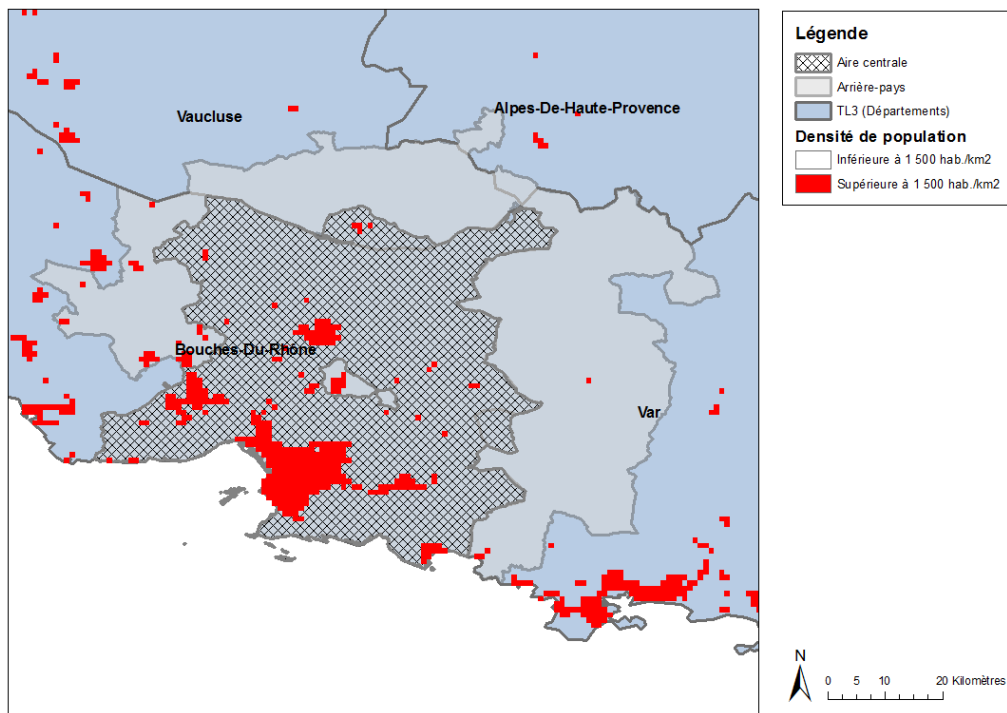 Vaucluse
Alpes-De-Haute-Provence
Bouches-Du-Rhône
Var
Légende
Aire centrale
Arrière-pays
TL3 (Départements)
Densité de population
Inférieure à 1 500 hab./km2
Supérieure à 1 500 hab./km2
N
0 5 10 20 Kilomètres